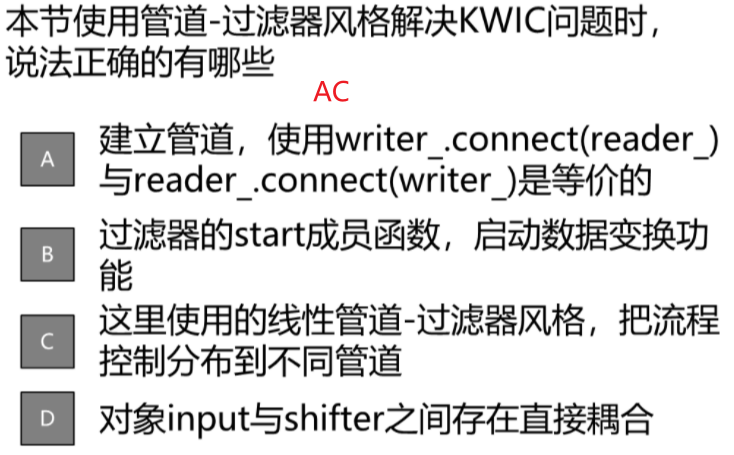 本节使用管道-过滤器风格解决KWIC问题时，
说法正确的有哪些
AC
A
建立管道，使用writer_.connect(reader_)
与reader_.connect(writer_)是等价的
B
过滤器的start成员函数，启动数据变换功
能
C
这里使用的线性管道-过滤器风格，把流程
控制分布到不同管道
D
对象input与shifter之间存在直接耦合